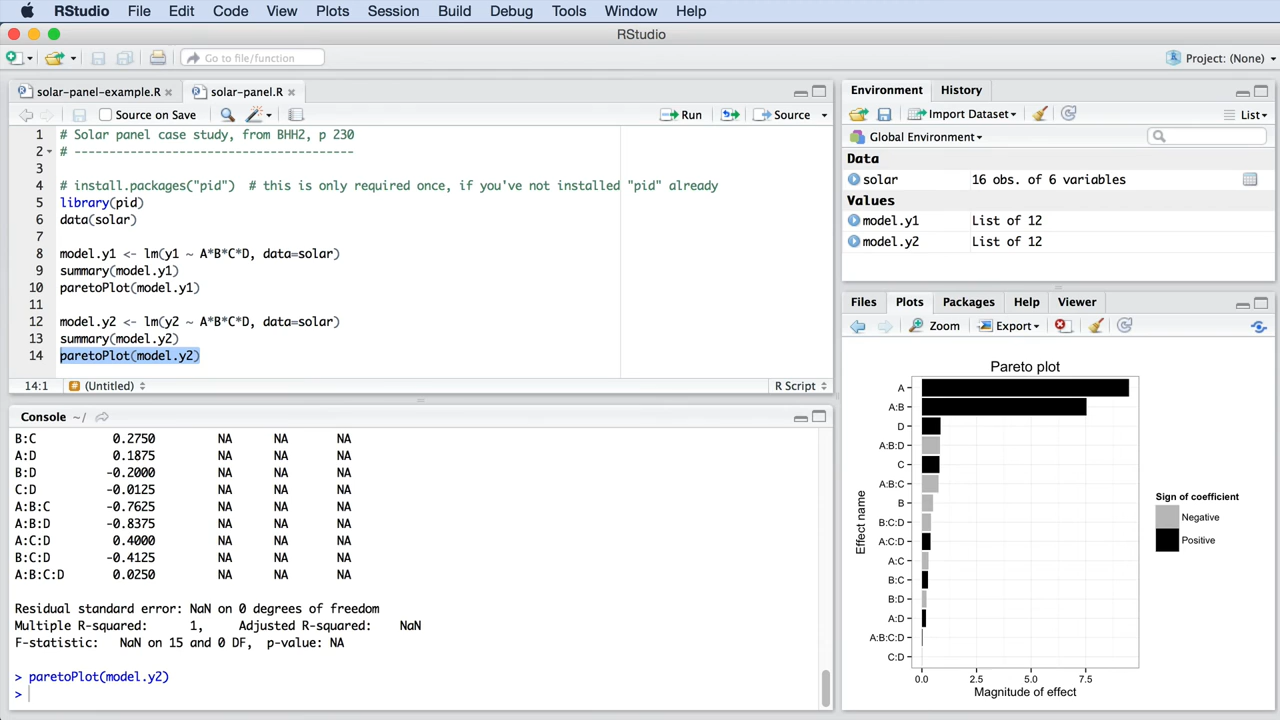 RStudio File Edit Code View Plots Session Build Debug Tools Window Help
RStudio
Go to file/function
Project: (None)
solar-panel-example.R
solar-panel.R
Source on Save
Run
Source
1 # Solar panel case study, from BHH2, p 230
2 # ----------------------------------------
3
4 # install.packages("pid")  # this is only required once, if you've not installed "pid" already
5 library(pid)
6 data(solar)
7
8 model.y1 <- lm(y1 ~ A*B*C*D, data=solar)
9 summary(model.y1)
10 paretoPlot(model.y1)
11
12 model.y2 <- lm(y2 ~ A*B*C*D, data=solar)
13 summary(model.y2)
14 paretoPlot(model.y2)
14:1 (Untitled) R Script
Console ~/
B:C 0.2750 NA NA NA
A:D 0.1875 NA NA NA
B:D -0.2000 NA NA NA
C:D -0.0125 NA NA NA
A:B:C -0.7625 NA NA NA
A:B:D -0.8375 NA NA NA
A:C:D 0.4000 NA NA NA
B:C:D -0.4125 NA NA NA
A:B:C:D 0.0250 NA NA NA
Residual standard error: NaN on 0 degrees of freedom
Multiple R-squared: 1, Adjusted R-squared: NaN
F-statistic: NaN on 15 and 0 DF, p-value: NA
> paretoPlot(model.y2)
>
Environment History
Import Dataset List
Global Environment
Data
solar 16 obs. of 6 variables
Values
model.y1 List of 12
model.y2 List of 12
Files Plots Packages Help Viewer
Zoom Export
Pareto plot
A
A:B
D
A:B:D
C
A:B:C
B
B:C:D
A:C:D
A:C
B:C
B:D
A:D
A:B:C:D
C:D
Effect name
0.0 2.5 5.0 7.5
Magnitude of effect
Sign of coefficient
Negative
Positive